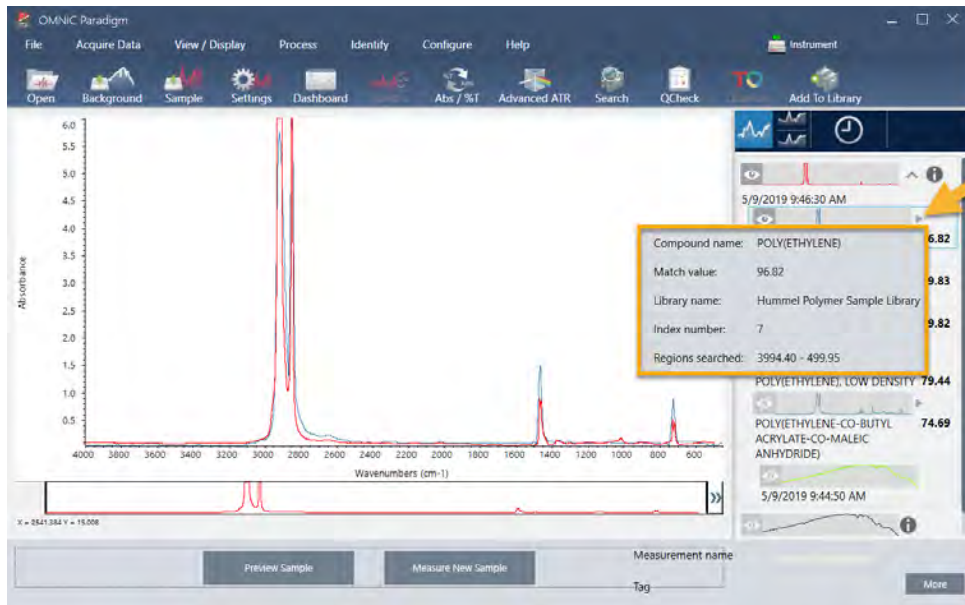 OMNIC Paradigm
File Acquire Data View / Display Process Identify Configure Help Instrument
Open Background Sample Settings Dashboard Abs / %T Advanced ATR Search QCheck Add To Library
6.0
5.5
5.0
4.5
4.0
3.5
3.0
2.5
2.0
1.5
1.0
0.5
Absorbance
4000 3800 3600 3400 3200 3000 2800 2600 2400 2200 2000 1800 1600 1400 1200 1000 800 600
Wavenumbers (cm-1)
5/9/2019 9:46:30 AM
6.82
9.83
9.82
Compound name: POLY(ETHYLENE)
Match value: 96.82
Library name: Hummel Polymer Sample Library
Index number: 7
Regions searched: 3994.40 - 499.95
POLY(ETHYLENE), LOW DENSITY 79.44
POLY(ETHYLENE-CO-BUTYL 74.69
ACRYLATE-CO-MALEIC
ANHYDRIDE)
5/9/2019 9:44:50 AM
Preview Sample Measure New Sample
Measurement name
Tag
More